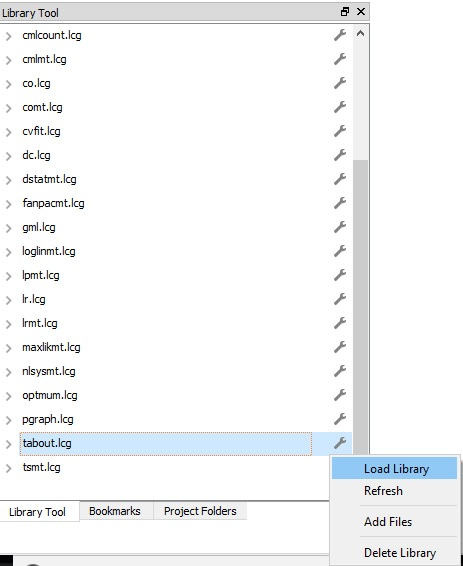 Library Tool
cmlcount.lcg
cmlmt.lcg
co.lcg
comt.lcg
cvfit.lcg
dc.lcg
dstatmt.lcg
fanpacmt.lcg
gml.lcg
loglinmt.lcg
lpmt.lcg
lr.lcg
lrmt.lcg
maxlikmt.lcg
nlsysmt.lcg
optmum.lcg
pgraph.lcg
tabout.lcg
tsmt.lcg
Load Library
Refresh
Add Files
Delete Library
Library Tool Bookmarks Project Folders